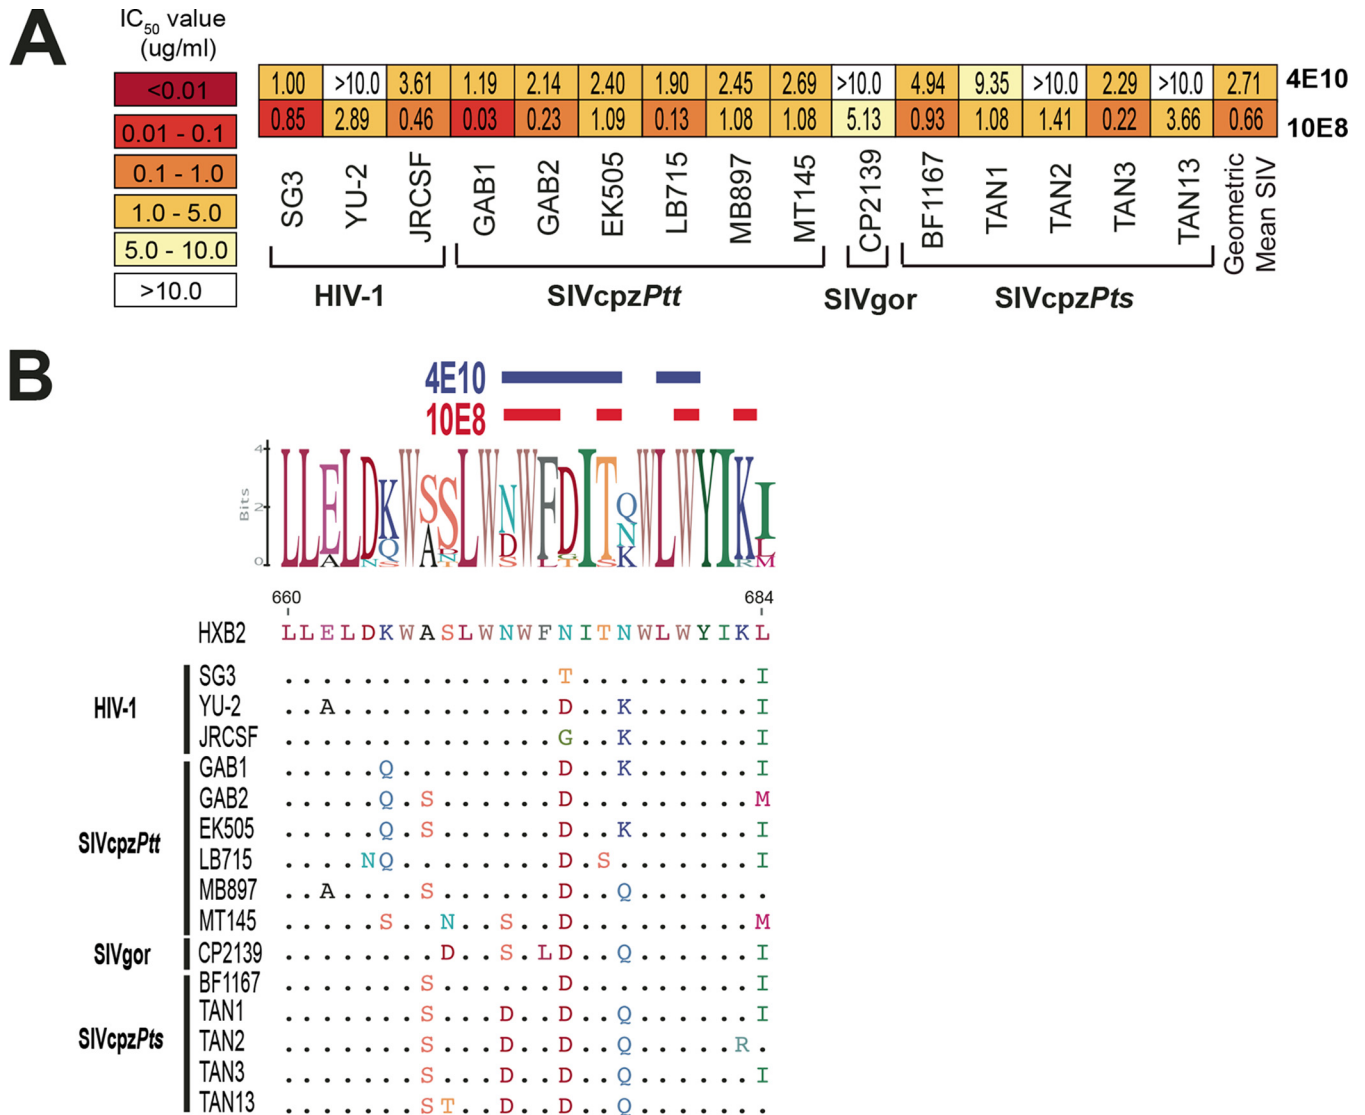 A
IC50 value
(ug/ml)
<0.01
0.01 - 0.1
0.1 - 1.0
1.0 - 5.0
5.0 - 10.0
>10.0
1.00 >10.0 3.61 1.19 2.14 2.40 1.90 2.45 2.69 >10.0 4.94 9.35 >10.0 2.29 >10.0 2.71 4E10
0.85 2.89 0.46 0.03 0.23 1.09 0.13 1.08 1.08 5.13 0.93 1.08 1.41 0.22 3.66 0.66 10E8
SG3 YU-2 JRCSF GAB1 GAB2 EK505 LB715 MB897 MT145 CP2139 BF1167 TAN1 TAN2 TAN3 TAN13 Geometric Mean SIV
HIV-1 SIVcpzPtt SIVgor SIVcpzPts
B
4E10
10E8
Bits
4
2
0
660 684
HXB2 LLELDKWASLWNWFNITNWLWYIKL
HIV-1
SG3 . . . . . . . . . . . . . . T . . . . . . . . . I
YU-2 . . A . . . . . . . . . . . D . . K . . . . . . I
JRCSF . . . . . . . . . . . . . . G . . K . . . . . . I
SIVcpzPtt
GAB1 . . . . . Q . . . . . . . . D . . K . . . . . . I
GAB2 . . . . . Q . S . . . . . . D . . . . . . . . . M
EK505 . . . . . Q . S . . . . . . D . . K . . . . . . I
LB715 . . . . N Q . . . . . . . . D . S . . . . . . . I
MB897 . . A . . . . S . . . . . . D . . Q . . . . . . .
MT145 . . . . . S . . N . . S . . D . . . . . . . . . M
SIVgor
CP2139 . . . . . . . . D . . S . L D . . Q . . . . . . I
SIVcpzPts
BF1167 . . . . . . . S . . . . . . D . . . . . . . . . I
TAN1 . . . . . . . S . . . D . . D . . Q . . . . . . I
TAN2 . . . . . . . S . . . D . . D . . Q . . . . . R .
TAN3 . . . . . . . S . . . D . . D . . Q . . . . . . I
TAN13 . . . . . . . S T . . D . . D . . Q . . . . . . .